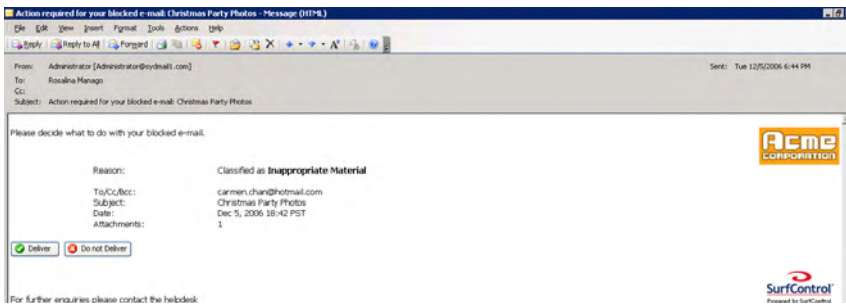 Action required for your blocked e-mail: Christmas Party Photos - Message (HTML)
File Edit View Insert Format Tools Actions Help
Reply Reply to All Forward
From: Administrator [Administrator@sydmail1.com] Sent: Tue 12/5/2006 6:44 PM
To: Rosalina Manago
Cc:
Subject: Action required for your blocked e-mail: Christmas Party Photos
Please decide what to do with your blocked e-mail.
Acme
CORPORATION
Reason: Classified as Inappropriate Material
To/Cc/Bcc: carmen.chan@hotmail.com
Subject: Christmas Party Photos
Date: Dec 5, 2006 18:42 PST
Attachments: 1
Deliver Do not Deliver
SurfControl
Powered by SurfControl
For further enquiries please contact the helpdesk